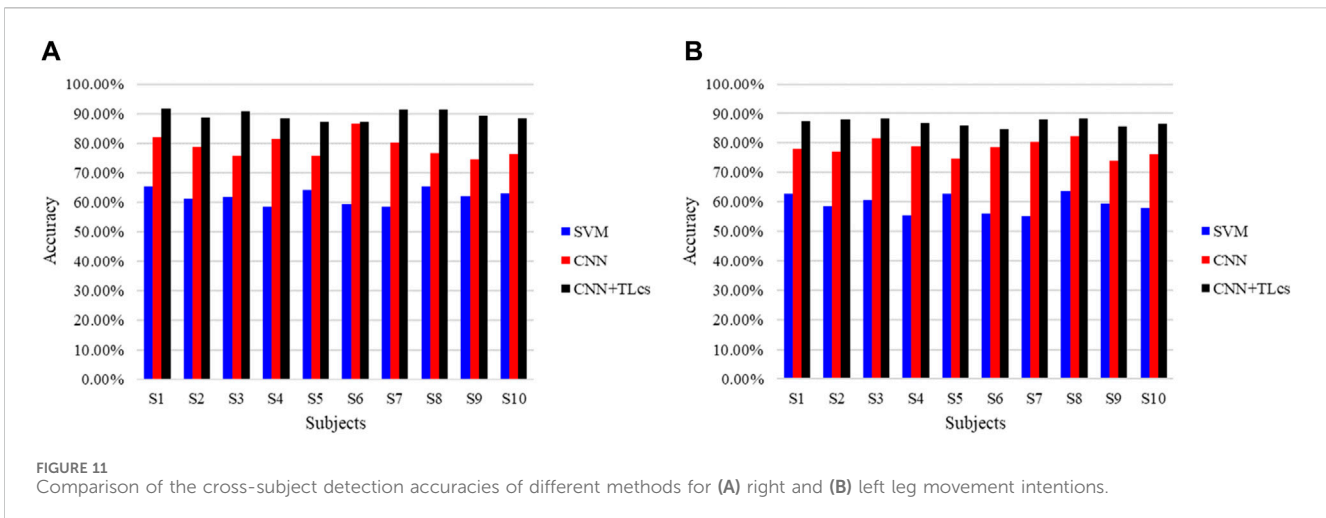 A
100.00%
90.00%
80.00%
70.00%
60.00%
50.00%
40.00%
30.00%
20.00%
10.00%
0.00%
Accuracy
S1 S2 S3 S4 S5 S6 S7 S8 S9 S10
Subjects
SVM
CNN
CNN+TLcs
B
100.00%
90.00%
80.00%
70.00%
60.00%
50.00%
40.00%
30.00%
20.00%
10.00%
0.00%
Accuracy
S1 S2 S3 S4 S5 S6 S7 S8 S9 S10
Subjects
SVM
CNN
CNN+TLcs
FIGURE 11
Comparison of the cross-subject detection accuracies of different methods for (A) right and (B) left leg movement intentions.